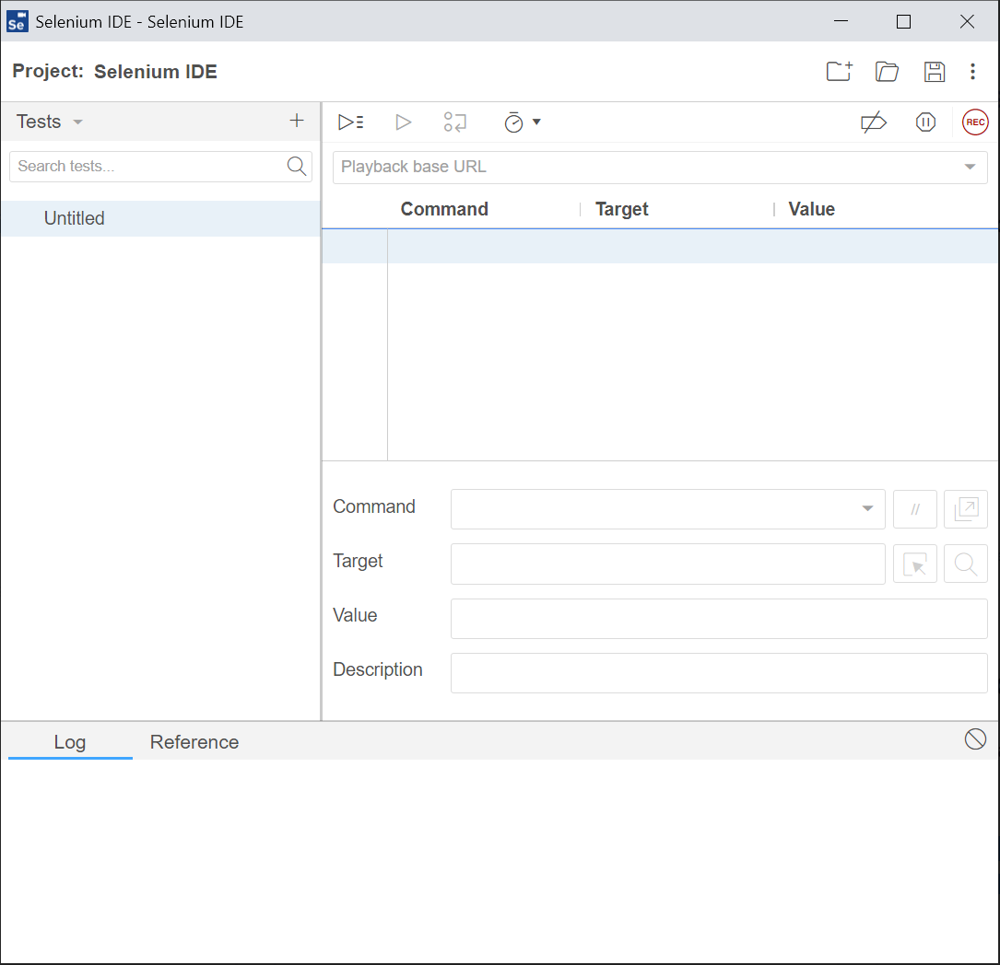 Se Selenium IDE - Selenium IDE
Project: Selenium IDE
Tests
REC
Search tests...
Playback base URL
Untitled
Command Target Value
Command
//
Target
Value
Description
Log Reference